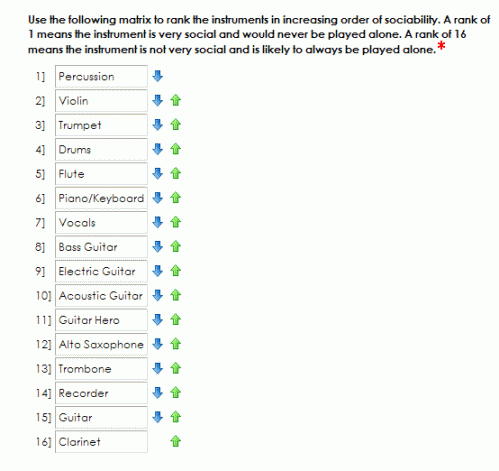 Use the following matrix to rank the instruments in increasing order of sociability. A rank of
1 means the instrument is very social and would never be played alone. A rank of 16
means the instrument is not very social and is likely to always be played alone.*
1] Percussion
2] Violin
3] Trumpet
4] Drums
5] Flute
6] Piano/Keyboard
7] Vocals
8] Bass Guitar
9] Electric Guitar
10] Acoustic Guitar
11] Guitar Hero
12] Alto Saxophone
13] Trombone
14] Recorder
15] Guitar
16] Clarinet